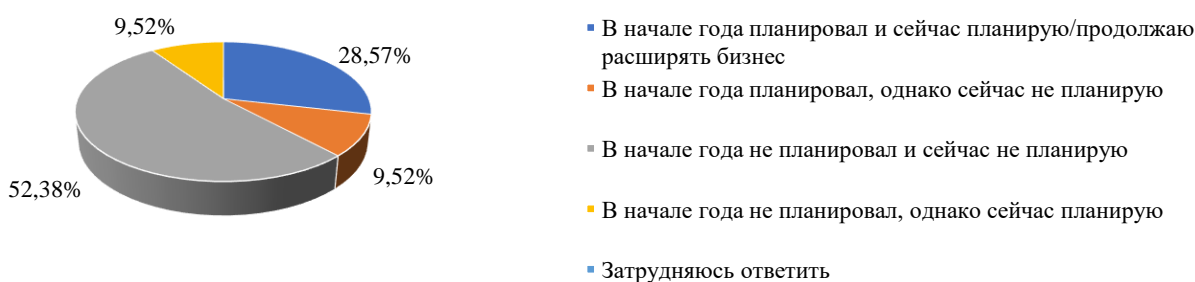 9,52%
28,57%
9,52%
52,38%
В начале года планировал и сейчас планирую/продолжаю
расширять бизнес
В начале года планировал, однако сейчас не планирую
В начале года не планировал и сейчас не планирую
В начале года не планировал, однако сейчас планирую
Затрудняюсь ответить